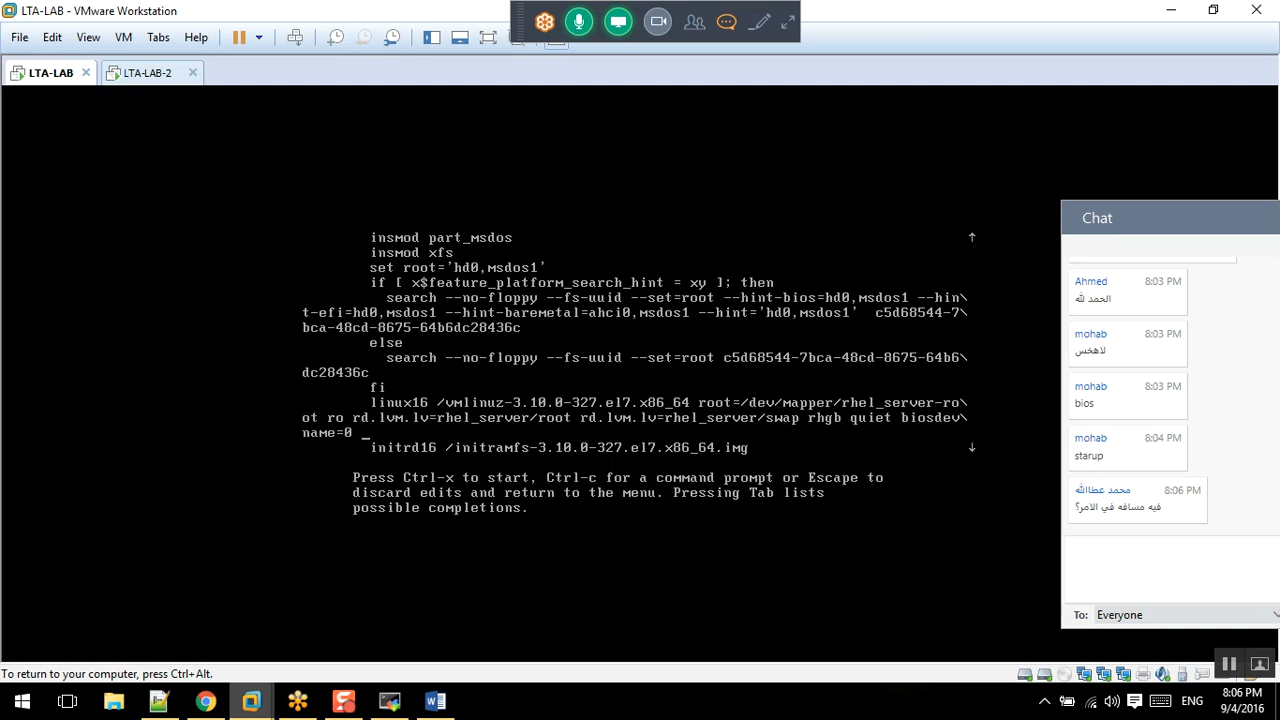 LTA-LAB - VMware Workstation
File Edit View VM Tabs Help
LTA-LAB
LTA-LAB-2
insmod part_msdos
insmod xfs
set root='hd0,msdos1'
if [ x$feature_platform_search_hint = xy ]; then
search --no-floppy --fs-uuid --set=root --hint-bios=hd0,msdos1 --hin\
t-efi=hd0,msdos1 --hint-baremetal=ahci0,msdos1 --hint='hd0,msdos1'  c5d68544-7\
bca-48cd-8675-64b6dc28436c
else
search --no-floppy --fs-uuid --set=root c5d68544-7bca-48cd-8675-64b6\
dc28436c
fi
linux16 /vmlinuz-3.10.0-327.el7.x86_64 root=/dev/mapper/rhel_server-ro\
ot ro rd.lvm.lv=rhel_server/root rd.lvm.lv=rhel_server/swap rhgb quiet biosdev\
name=0 _
initrd16 /initramfs-3.10.0-327.el7.x86_64.img
Press Ctrl-x to start, Ctrl-c for a command prompt or Escape to
discard edits and return to the menu. Pressing Tab lists
possible completions.
Chat
Ahmed 8:03 PM
الحمد لله
mohab 8:03 PM
لاهخس
mohab 8:03 PM
bios
mohab 8:04 PM
starup
محمد عطاالله 8:06 PM
فيه مسافه في الامر؟
To: Everyone
To return to your computer, press Ctrl+Alt.
ENG
8:06 PM
9/4/2016